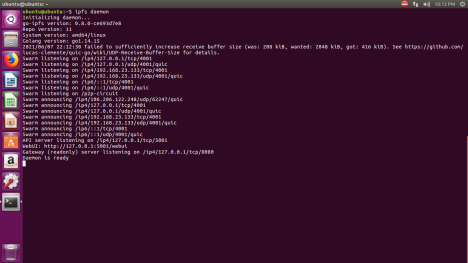 ubuntu@ubuntu: ~
10:12 PM
ubuntu@ubuntu:~$ ipfs daemon
Initializing daemon...
go-ipfs version: 0.8.0-ce693d7e8
Repo version: 11
System version: amd64/linux
Golang version: go1.14.15
2021/06/07 22:12:30 failed to sufficiently increase receive buffer size (was: 208 kiB, wanted: 2048 kiB, got: 416 kiB). See https://github.com/
lucas-clemente/quic-go/wiki/UDP-Receive-Buffer-Size for details.
Swarm listening on /ip4/127.0.0.1/tcp/4001
Swarm listening on /ip4/127.0.0.1/udp/4001/quic
Swarm listening on /ip4/192.168.23.133/tcp/4001
Swarm listening on /ip4/192.168.23.133/udp/4001/quic
Swarm listening on /ip6/::1/tcp/4001
Swarm listening on /ip6/::1/udp/4001/quic
Swarm listening on /p2p-circuit
Swarm announcing /ip4/106.206.122.248/udp/62247/quic
Swarm announcing /ip4/127.0.0.1/tcp/4001
Swarm announcing /ip4/127.0.0.1/udp/4001/quic
Swarm announcing /ip4/192.168.23.133/tcp/4001
Swarm announcing /ip4/192.168.23.133/udp/4001/quic
Swarm announcing /ip6/::1/tcp/4001
Swarm announcing /ip6/::1/udp/4001/quic
API server listening on /ip4/127.0.0.1/tcp/5001
WebUI: http://127.0.0.1:5001/webui
Gateway (readonly) server listening on /ip4/127.0.0.1/tcp/8080
Daemon is ready